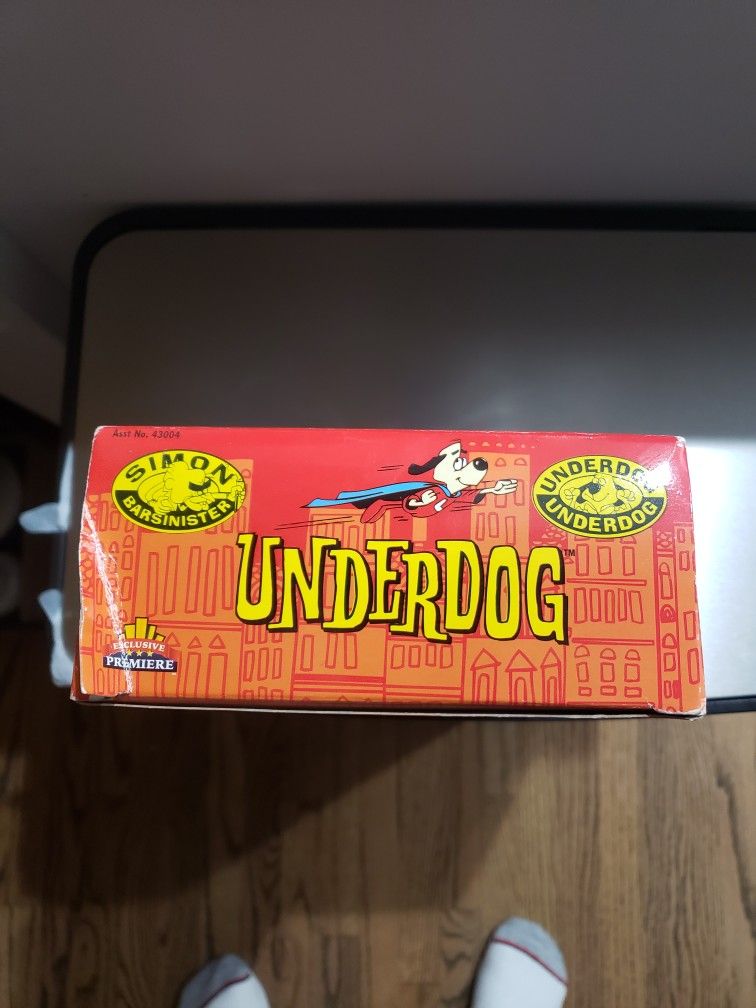 Asst No. 43004
SIMON
BARSINISTER
UNDERDOG
UNDERDOG
UNDERDOG™
EXCLUSIVE
PREMIERE